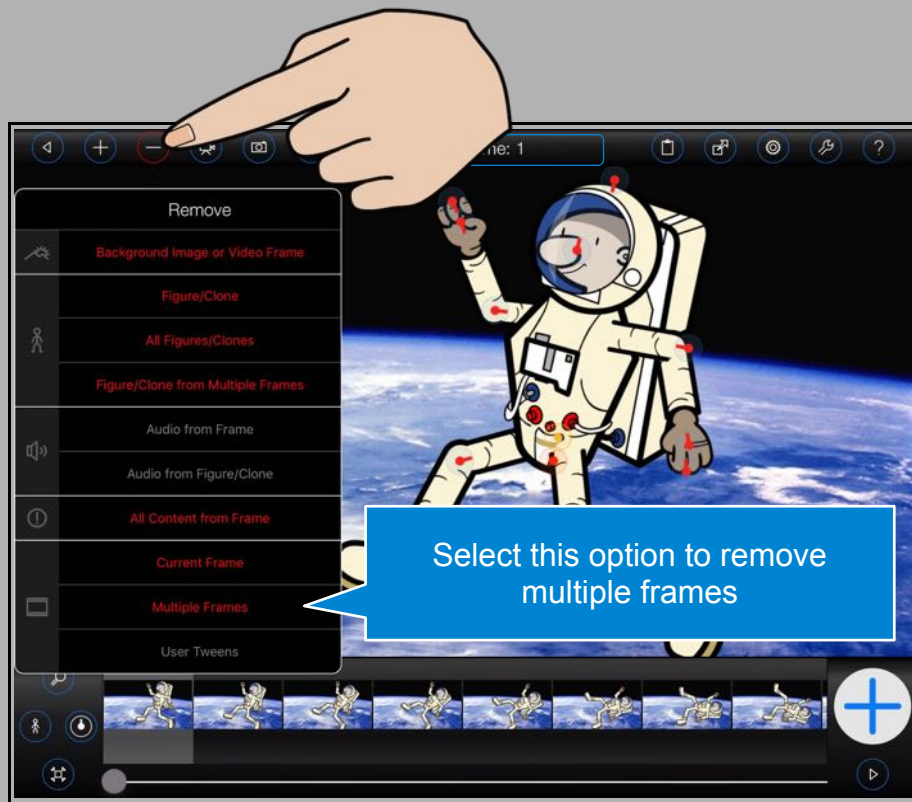 me: 1
?
Remove
Background Image or Video Frame
Figure/Clone
All Figures/Clones
Figure/Clone from Multiple Frames
Audio from Frame
Audio from Figure/Clone
All Content from Frame
Current Frame
Multiple Frames
User Tweens
Select this option to remove
multiple frames